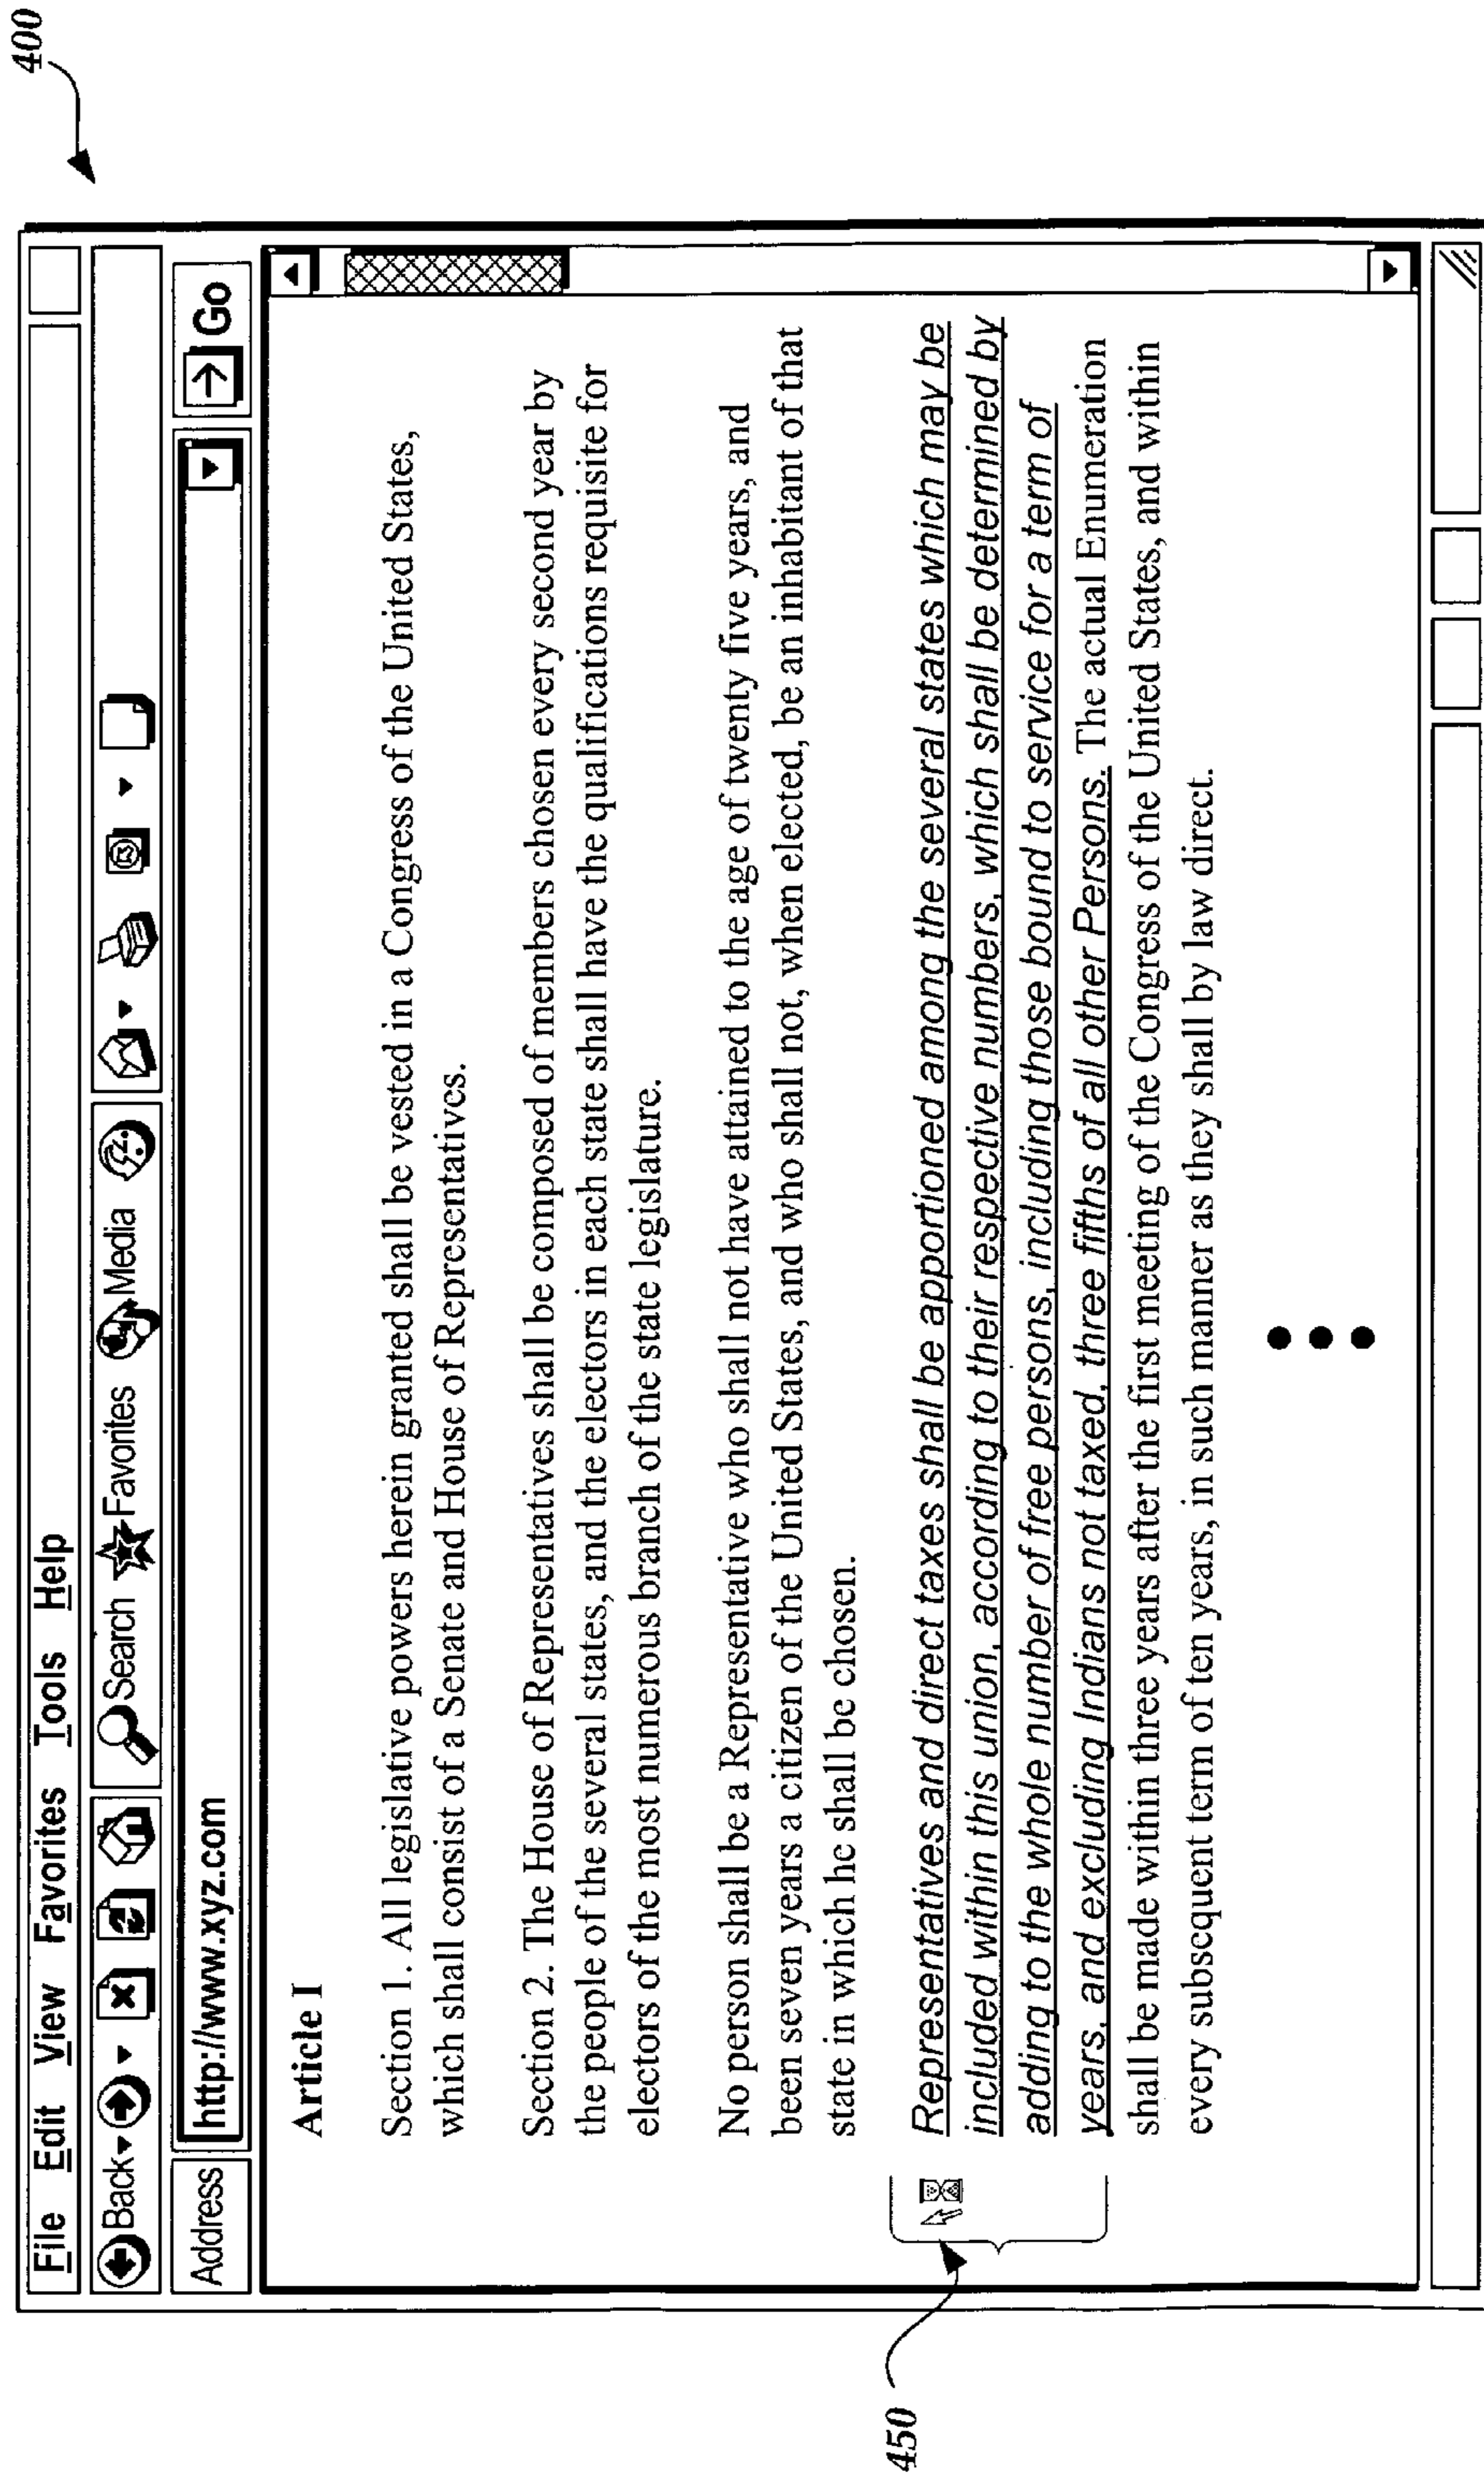 400
File Edit View Favorites Tools Help
Back Search Favorites Media
Address http://www.xyz.com Go
Article I
Section 1. All legislative powers herein granted shall be vested in a Congress of the United States,
which shall consist of a Senate and House of Representatives.
Section 2. The House of Representatives shall be composed of members chosen every second year by
the people of the several states, and the electors in each state shall have the qualifications requisite for
electors of the most numerous branch of the state legislature.
No person shall be a Representative who shall not have attained to the age of twenty five years, and
been seven years a citizen of the United States, and who shall not, when elected, be an inhabitant of that
state in which he shall be chosen.
Representatives and direct taxes shall be apportioned among the several states which may be
included within this union, according to their respective numbers, which shall be determined by
adding to the whole number of free persons, including those bound to service for a term of
years, and excluding Indians not taxed, three fifths of all other Persons. The actual Enumeration
shall be made within three years after the first meeting of the Congress of the United States, and within
every subsequent term of ten years, in such manner as they shall by law direct.
450